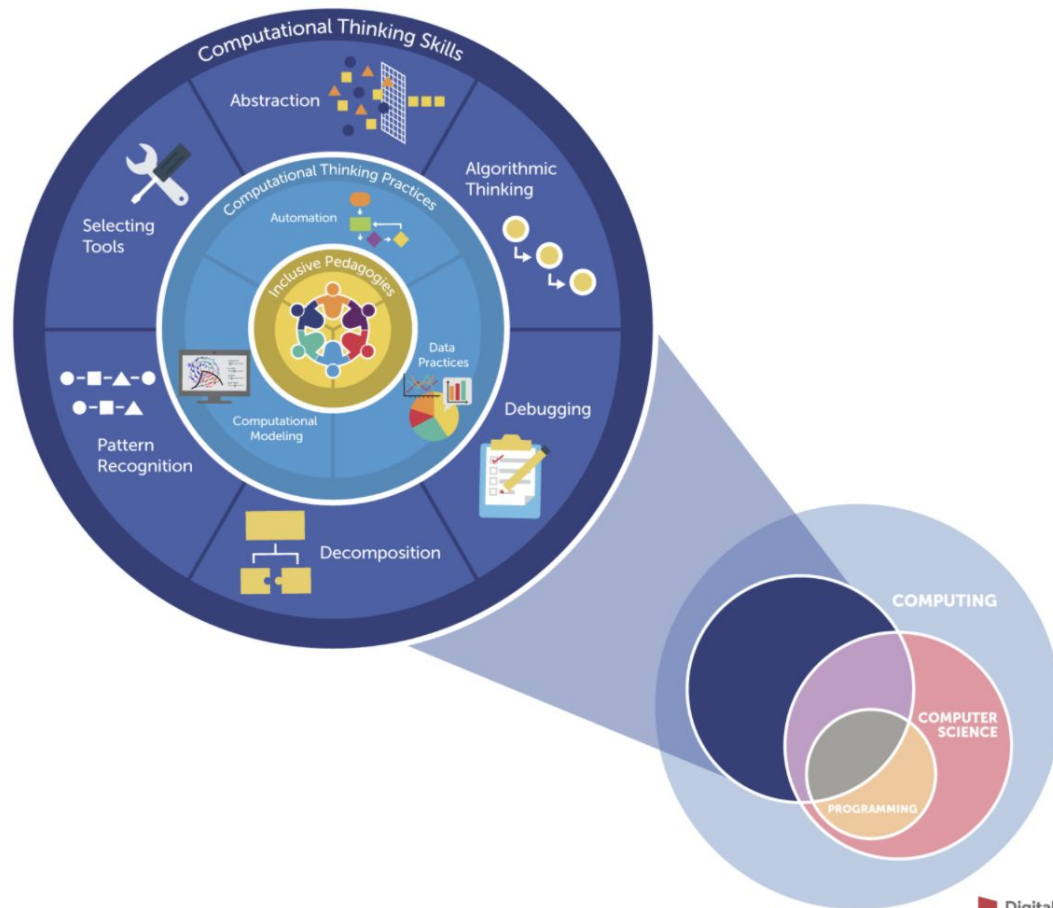 Computational Thinking Skills
Abstraction
Algorithmic
Thinking
Selecting
Tools
Computational Thinking Practices
Automation
Inclusive Pedagogies
Data
Practices
Computational
Modeling
Debugging
Pattern
Recognition
Decomposition
COMPUTING
COMPUTER
SCIENCE
PROGRAMMING
Digital